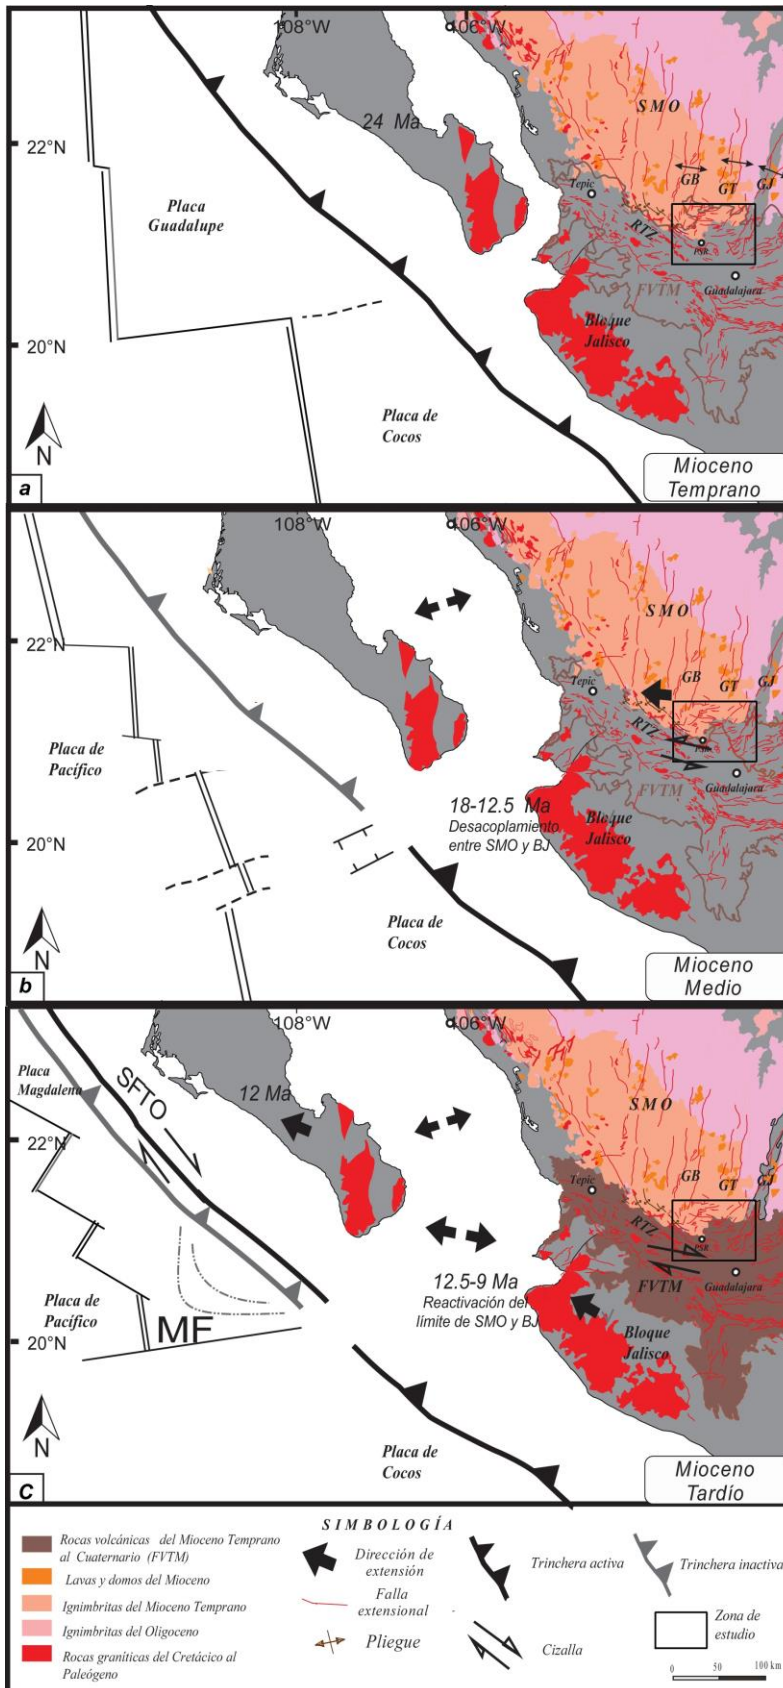 108°W
106°W
24 Ma
SMO
22°N
GB
GT
GJ
Tepic
Placa
Guadalupe
RTZ
PSR
FVTM
Guadalajara
Bloque
Jalisco
20°N
Placa de
Cocos
N
a
Mioceno
Temprano
108°W
106°W
SMO
22°N
GB
GT
GJ
Tepic
RTZ
Placa de
Pacífico
FVTM
Guadalajara
18-12.5 Ma
Desacoplamiento
entre SMO y BJ
Bloque
Jalisco
20°N
Placa de
Cocos
N
b
Mioceno
Medio
108°W
106°W
Placa
Magdalena
SFTO
12 Ma
SMO
22°N
GB
GT
GJ
Tepic
RTZ
PSR
FVTM
Guadalajara
12.5-9 Ma
Reactivación del
límite de SMO y BJ
Placa de
Pacífico
MF
Bloque
Jalisco
20°N
N
Placa de
Cocos
c
Mioceno
Tardío
SIMBOLOGÍA
Rocas volcánicas del Mioceno Temprano
al Cuaternario (FVTM)
Lavas y domos del Mioceno
Ignimbritas del Mioceno Temprano
Ignimbritas del Oligoceno
Rocas graníticas del Cretácico al
Paleógeno
Dirección de
extensión
Falla
extensional
Pliegue
Trinchera activa
Cizalla
Trinchera inactiva
Zona de
estudio
0 50 100 km